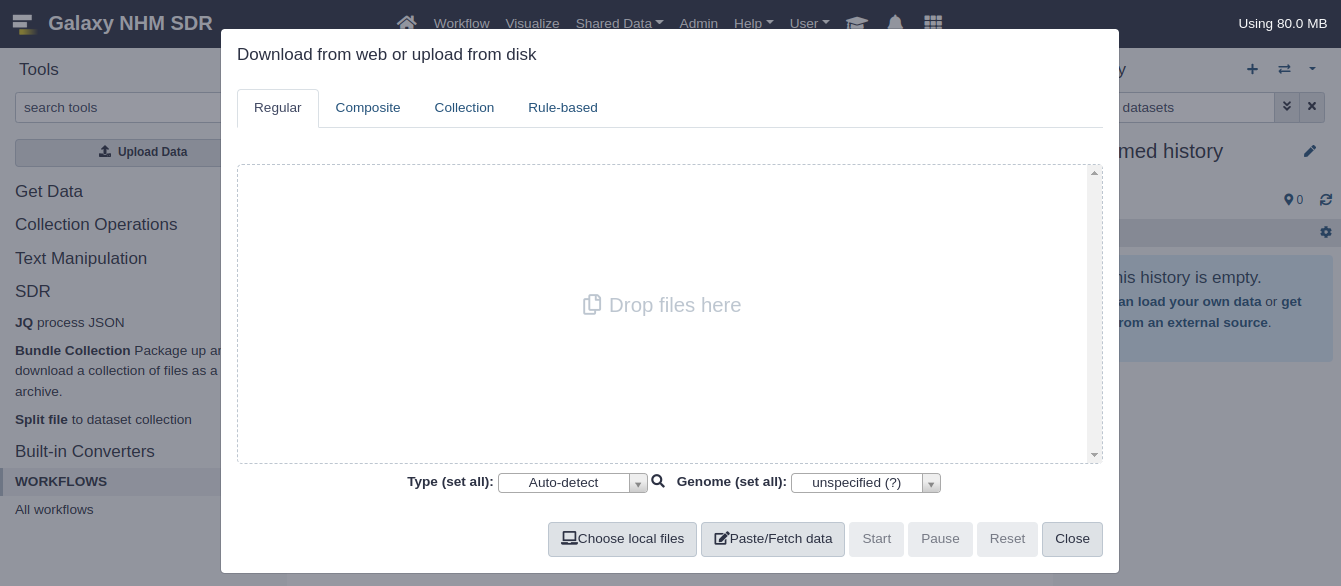 Galaxy NHM SDR
Workflow Visualize Shared Data Admin Help User
Using 80.0 MB
Tools
search tools
Upload Data
Get Data
Collection Operations
Text Manipulation
SDR
JQ process JSON
Bundle Collection Package up
download a collection of files as a
archive.
Split file to dataset collection
Built-in Converters
WORKFLOWS
All workflows
Download from web or upload from disk
Regular Composite Collection Rule-based
Drop files here
Type (set all): Auto-detect Genome (set all): unspecified (?)
Choose local files Paste/Fetch data Start Pause Reset Close
datasets
med history
0
his history is empty.
an load your own data or get
rom an external source.